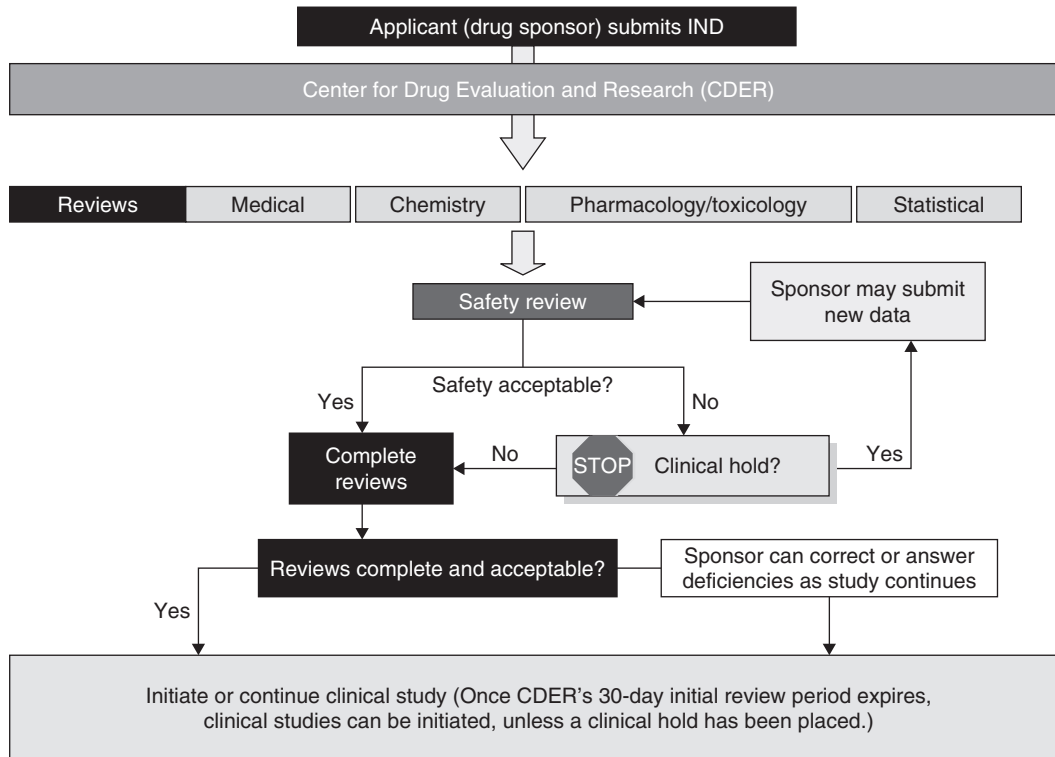 Applicant (drug sponsor) submits IND
Center for Drug Evaluation and Research (CDER)
Reviews
Medical
Chemistry
Pharmacology/toxicology
Statistical
Safety review
Sponsor may submit
new data
Safety acceptable?
Yes
No
Complete
reviews
No
STOP
Clinical hold?
Yes
Reviews complete and acceptable?
Sponsor can correct or answer
deficiencies as study continues
Yes
Initiate or continue clinical study (Once CDER's 30-day initial review period expires,
clinical studies can be initiated, unless a clinical hold has been placed.)